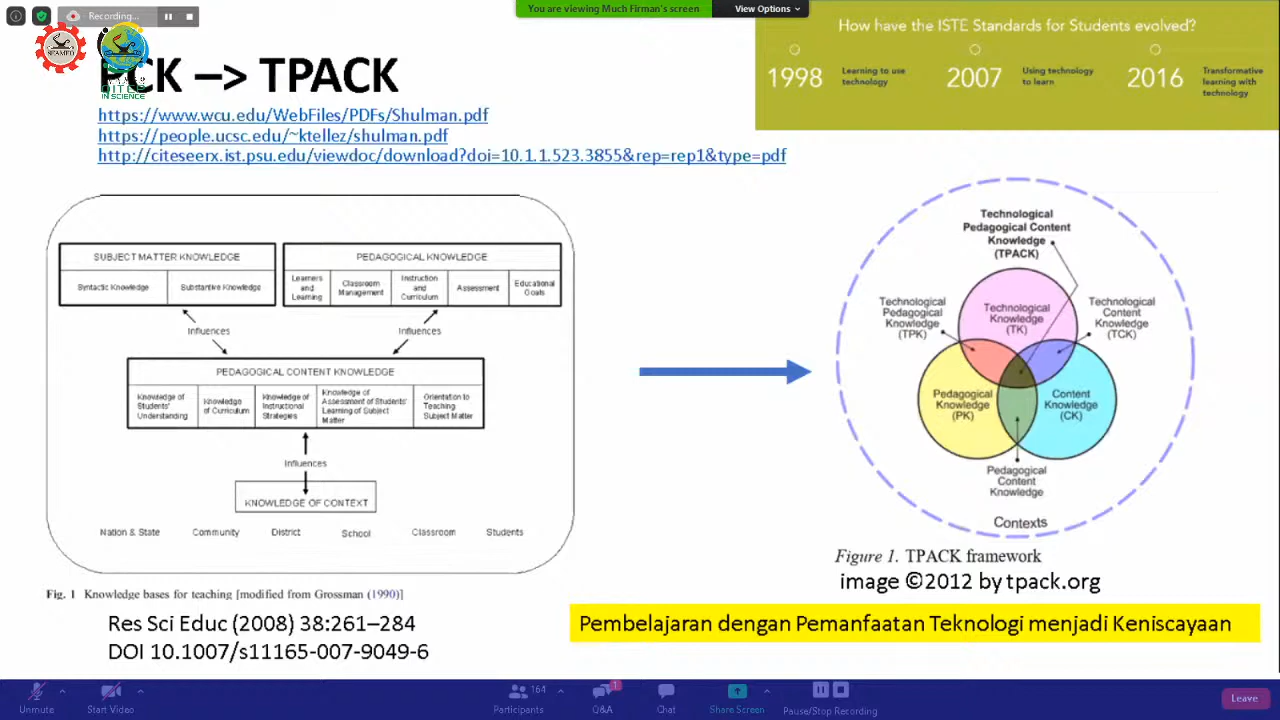 Recording...
You are viewing Much Firman's screen
View Options
SEAMEO
QITEP
IN SCIENCE
PCK –> TPACK
https://www.wcu.edu/WebFiles/PDFs/Shulman.pdf
https://people.ucsc.edu/~ktellez/shulman.pdf
http://citeseerx.ist.psu.edu/viewdoc/download?doi=10.1.1.523.3855&rep=rep1&type=pdf
How have the ISTE Standards for Students evolved?
1998
Learning to use
technology
2007
Using technology
to learn
2016
Transformative
learning with
technology
SUBJECT MATTER KNOWLEDGE
Syntactic Knowledge
Substantive Knowledge
PEDAGOGICAL KNOWLEDGE
Learners
and
Learning
Classroom
Management
Instruction
and
Curriculum
Assessment
Educational
Goals
Influences
Influences
PEDAGOGICAL CONTENT KNOWLEDGE
Knowledge of
Students'
Understanding
Knowledge
of Curriculum
Knowledge of
Instructional
Strategies
Knowledge of
Assessment of Students'
Learning of Subject
Matter
Orientation to
Teaching
Subject Matter
Influences
KNOWLEDGE OF CONTEXT
Nation & State
Community
District
School
Classroom
Students
Fig. 1 Knowledge bases for teaching [modified from Grossman (1990)]
Res Sci Educ (2008) 38:261–284
DOI 10.1007/s11165-007-9049-6
Technological
Pedagogical Content
Knowledge
(TPACK)
Technological
Pedagogical
Knowledge
(TPK)
Technological
Knowledge
(TK)
Technological
Content
Knowledge
(TCK)
Pedagogical
Knowledge
(PK)
Content
Knowledge
(CK)
Pedagogical
Content
Knowledge
Contexts
Figure 1. TPACK framework
image ©2012 by tpack.org
Pembelajaran dengan Pemanfaatan Teknologi menjadi Keniscayaan
Unmute
Start Video
164
Participants
1
Q&A
Chat
Share Screen
Pause/Stop Recording
Leave